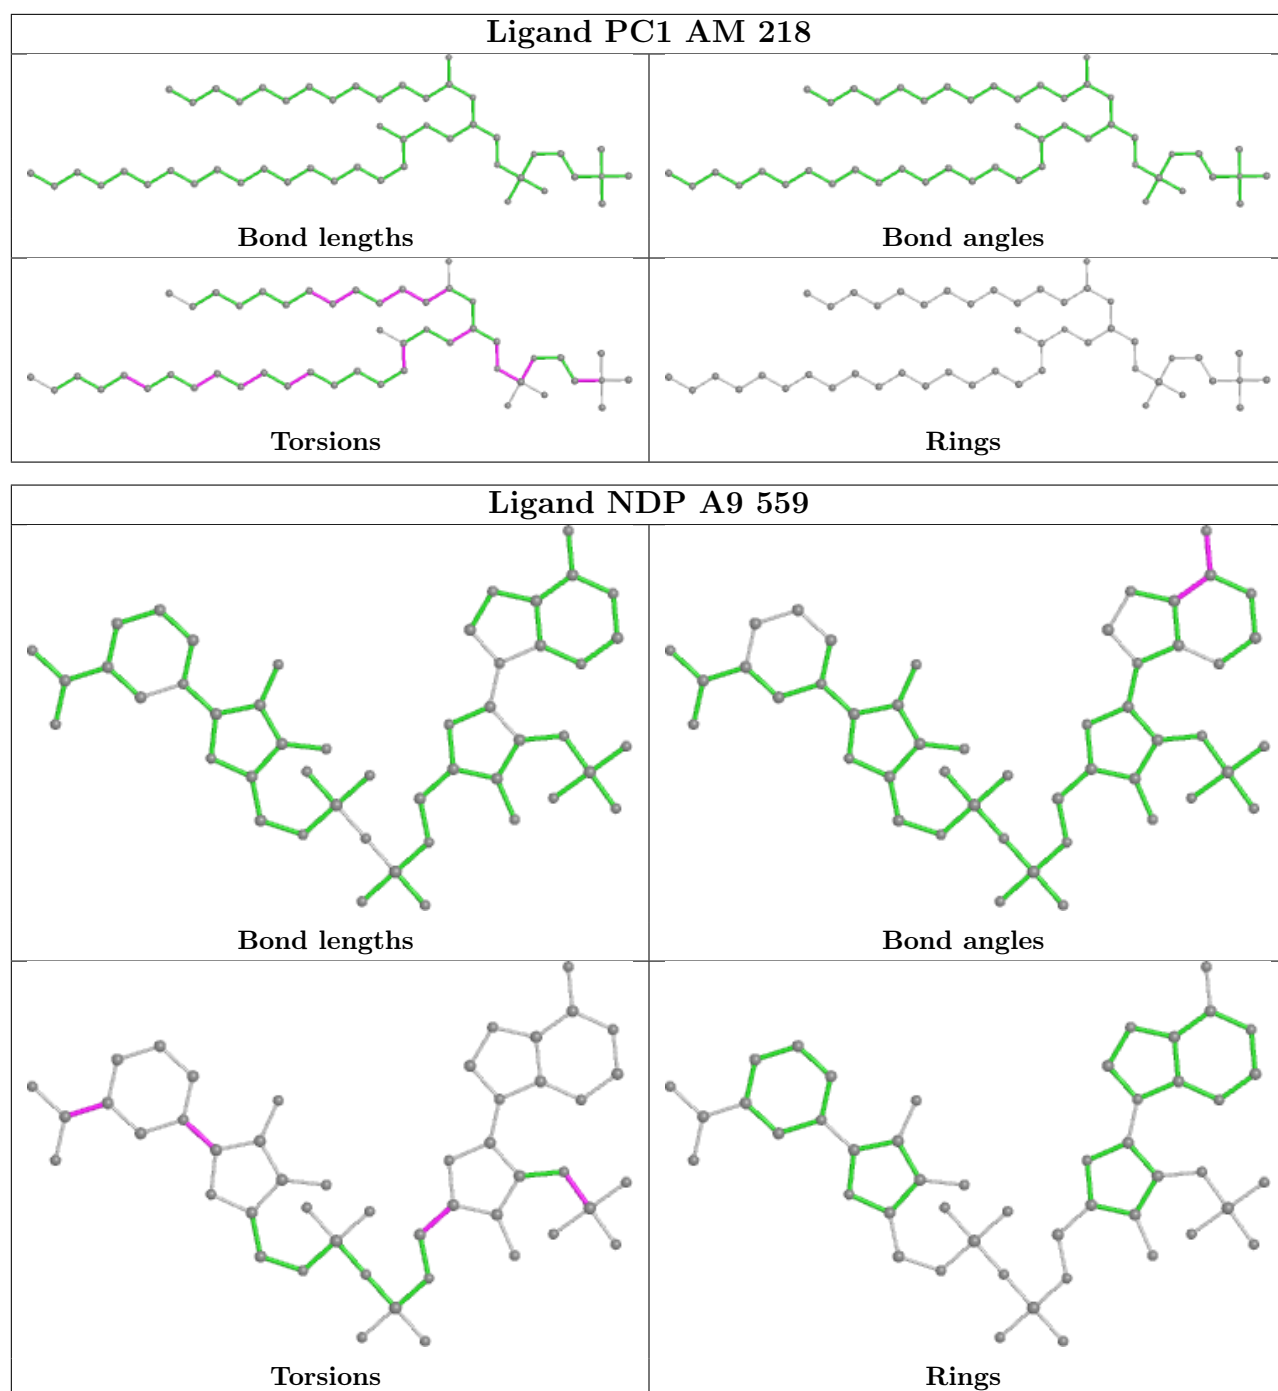 Ligand PC1 AM 218
Bond lengths
Bond angles
Torsions
Rings
Ligand NDP A9 559
Bond lengths
Bond angles
Torsions
Rings